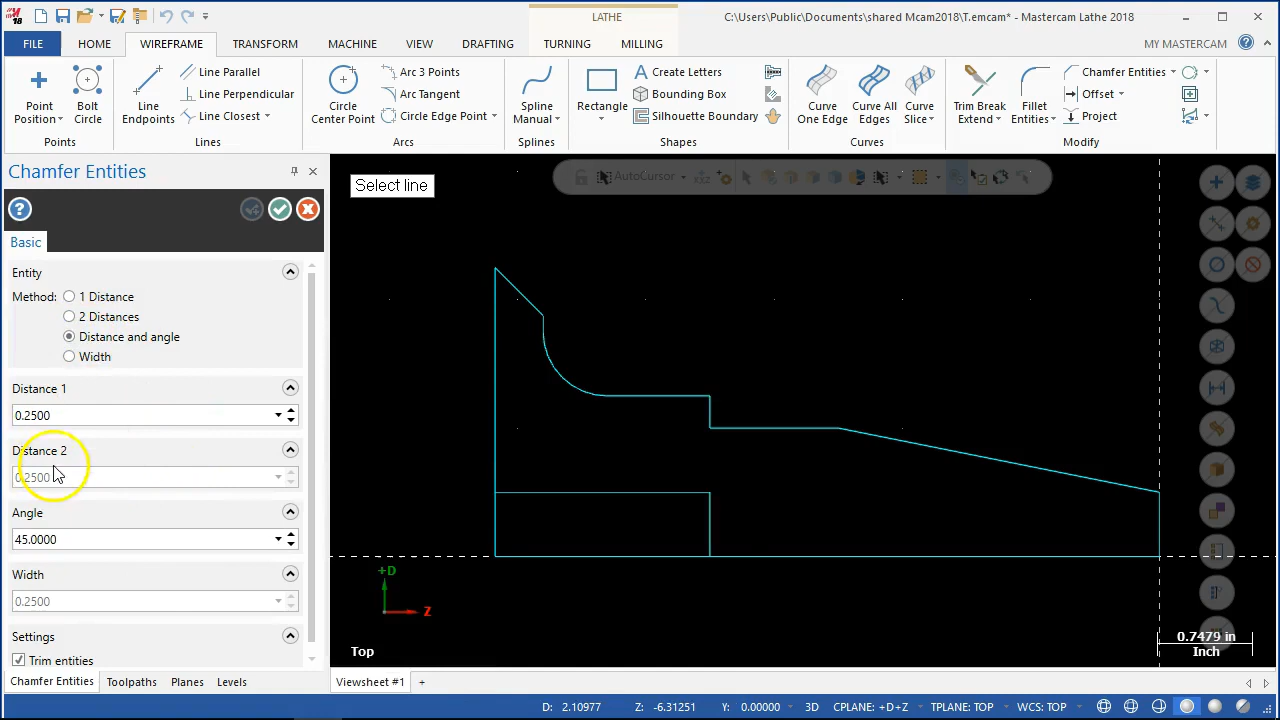 18
LATHE
C:\Users\Public\Documents\shared Mcam2018\T.emcam* - Mastercam Lathe 2018
FILE
HOME
WIREFRAME
TRANSFORM
MACHINE
VIEW
DRAFTING
TURNING
MILLING
MY MASTERCAM
Point
Position
Bolt
Circle
Points
Line
Endpoints
Line Parallel
Line Perpendicular
Line Closest
Lines
Circle
Center Point
Arc 3 Points
Arc Tangent
Circle Edge Point
Arcs
Spline
Manual
Splines
Rectangle
Create Letters
Bounding Box
Silhouette Boundary
Shapes
Curve
One Edge
Curve All
Edges
Curve
Slice
Curves
Trim Break
Extend
Fillet
Entities
Chamfer Entities
Offset
Project
Modify
Chamfer Entities
Basic
Entity
Method:
1 Distance
2 Distances
Distance and angle
Width
Distance 1
0.2500
Distance 2
0.2500
Angle
45.0000
Width
0.2500
Settings
Trim entities
Chamfer Entities
Toolpaths
Planes
Levels
Select line
AutoCursor
+D
Z
Top
0.7479 in
Inch
Viewsheet #1
+
D: 2.10977
Z: -6.31251
Y: 0.00000
3D
CPLANE: +D+Z
TPLANE: TOP
WCS: TOP